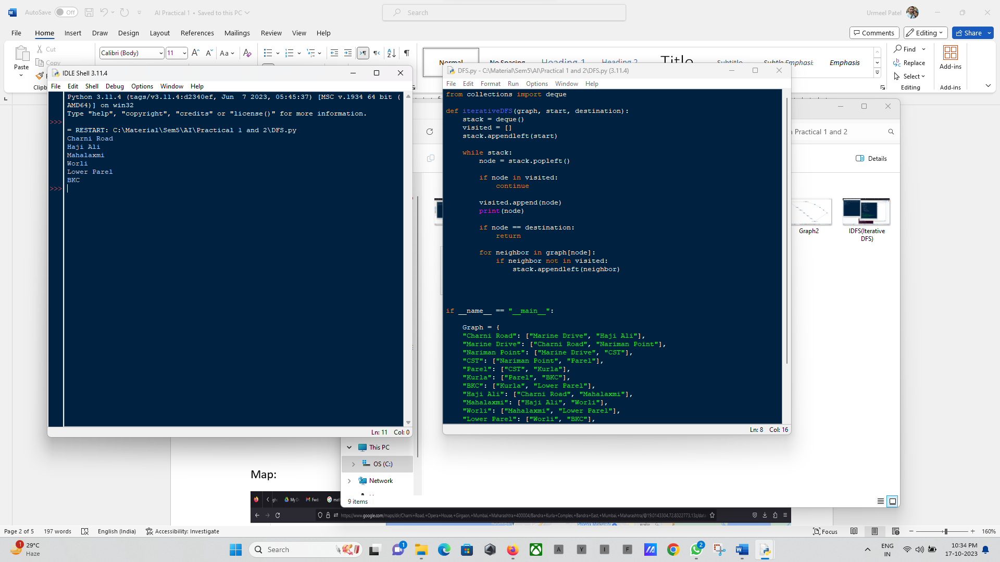 AutoSave Off AI Practical 1 • Saved to this PC Search Urmeel Patel
File Home Insert Draw Design Layout References Mailings Review View Help Comments Editing Share
Paste Cut Copy Calibri (Body) 11 Aa Normal No Spacing Heading 1 Heading 2 Title Subtitle Subtle Emphasis Emphasis Find Replace Select Editing Add-ins Add-ins
IDLE Shell 3.11.4
File Edit Shell Debug Options Window Help
Python 3.11.4 (tags/v3.11.4:d2340ef, Jun  7 2023, 05:45:37) [MSC v.1934 64 bit (
AMD64)] on win32
Type "help", "copyright", "credits" or "license()" for more information.
>>>
= RESTART: C:\Material\Sem5\AI\Practical 1 and 2\DFS.py
Charni Road
Haji Ali
Mahalaxmi
Worli
Lower Parel
BKC
>>>
Ln: 11 Col: 0
DFS.py - C:\Material\Sem5\AI\Practical 1 and 2\DFS.py (3.11.4)
File Edit Format Run Options Window Help
from collections import deque
def iterativeDFS(graph, start, destination):
    stack = deque()
    visited = []
    stack.appendleft(start)
    while stack:
        node = stack.popleft()
        if node in visited:
            continue
        visited.append(node)
        print(node)
        if node == destination:
            return
        for neighbor in graph[node]:
            if neighbor not in visited:
                stack.appendleft(neighbor)
if __name__ == "__main__":
    Graph = {
    "Charni Road": ["Marine Drive", "Haji Ali"],
    "Marine Drive": ["Charni Road", "Nariman Point"],
    "Nariman Point": ["Marine Drive", "CST"],
    "CST": ["Nariman Point", "Parel"],
    "Parel": ["CST", "Kurla"],
    "Kurla": ["Parel", "BKC"],
    "BKC": ["Kurla", "Lower Parel"],
    "Haji Ali": ["Charni Road", "Mahalaxmi"],
    "Mahalaxmi": ["Haji Ali", "Worli"],
    "Worli": ["Mahalaxmi", "Lower Parel"],
    "Lower Parel": ["Worli", "BKC"],
Ln: 8 Col: 16
Practical 1 and 2
Details
Graph2
IDFS(Iterative
DFS)
This PC
OS (C:)
Network
9 items
Map:
My D Fwd: mat
https://www.google.com/maps/dir/Charni+Road,+Opera+House,+Girgaon,+Mumbai,+Maharashtra+400004/Bandra+Kurla+Complex,+Bandra+East,+Mumbai,+Maharashtra/@19.0143304,72.8322773,13z/data
Phoenix Marketcity
Page 2 of 5 197 words English (India) Accessibility: Investigate Focus 160%
1 29°C
Haze
Search
1
2
A Y I F
ENG
IN
10:34 PM
17-10-2023